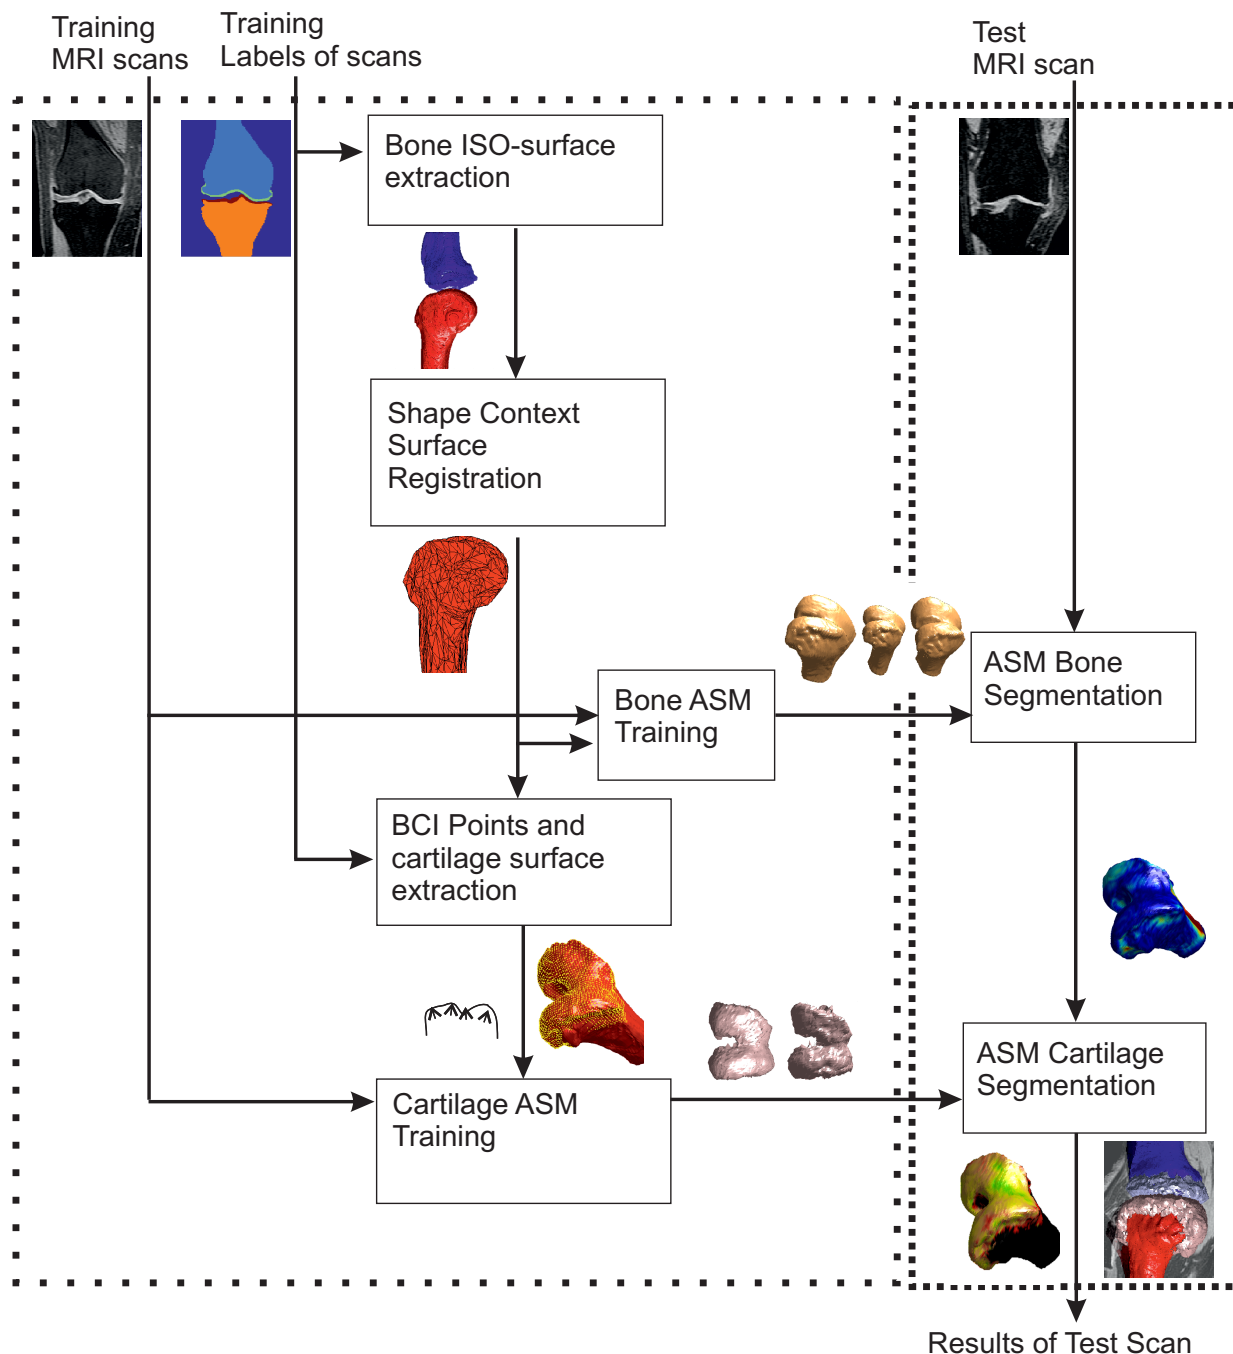 Training
MRI scans
Training
Labels of scans
Test
MRI scan
Bone ISO-surface
extraction
Shape Context
Surface
Registration
Bone ASM
Training
ASM Bone
Segmentation
BCI Points and
cartilage surface
extraction
ASM Cartilage
Segmentation
Cartilage ASM
Training
Results of Test Scan